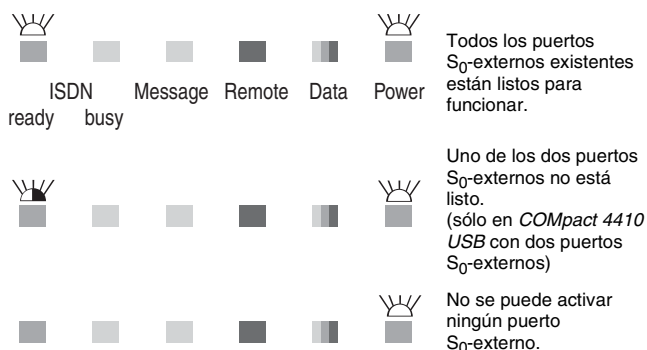 Todos los puertos
S0-externos existentes
están listos para
funcionar.
ISDN Message Remote Data Power
ready busy
Uno de los dos puertos
S0-externos no está
listo.
(sólo en COMpact 4410
USB con dos puertos
S0-externos)
No se puede activar
ningún puerto
S0-externo.